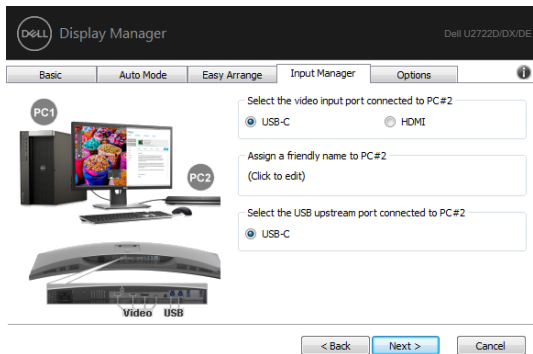 DELL Display Manager
Dell U2722D/DX/DE
Basic Auto Mode Easy Arrange Input Manager Options
PC1
PC2
Video USB
Select the video input port connected to PC#2
USB-C HDMI
Assign a friendly name to PC#2
(Click to edit)
Select the USB upstream port connected to PC#2
USB-C
< Back Next > Cancel